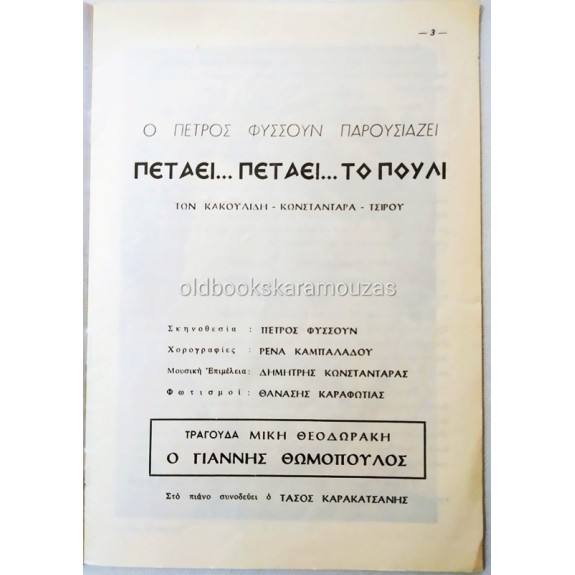 — 3 —
Ο ΠΕΤΡΟΣ ΦΥΣΣΟΥΝ ΠΑΡΟΥΣΙΑΖΕΙ
ΠΕΤΑΕΙ... ΠΕΤΑΕΙ... ΤΟ ΠΟΥΛΙ
ΤΩΝ ΚΑΚΟΥΛΙΔΗ - ΚΩΝΣΤΑΝΤΑΡΑ - ΤΣΙΡΟΥ
oldbookskaramouzas
Σκηνοθεσία : ΠΕΤΡΟΣ ΦΥΣΣΟΥΝ
Χορογραφίες : ΡΕΝΑ ΚΑΜΠΑΛΑΔΟΥ
Μουσική Ἐπιμέλεια : ΔΗΜΗΤΡΗΣ ΚΩΝΣΤΑΝΤΑΡΑΣ
Φωτισμοί : ΘΑΝΑΣΗΣ ΚΑΡΑΦΩΤΙΑΣ
ΤΡΑΓΟΥΔΑ ΜΙΚΗ ΘΕΟΔΩΡΑΚΗ
Ο ΓΙΑΝΝΗΣ ΘΩΜΟΠΟΥΛΟΣ
Στό πιάνο συνοδεύει ὁ ΤΑΣΟΣ ΚΑΡΑΚΑΤΣΑΝΗΣ